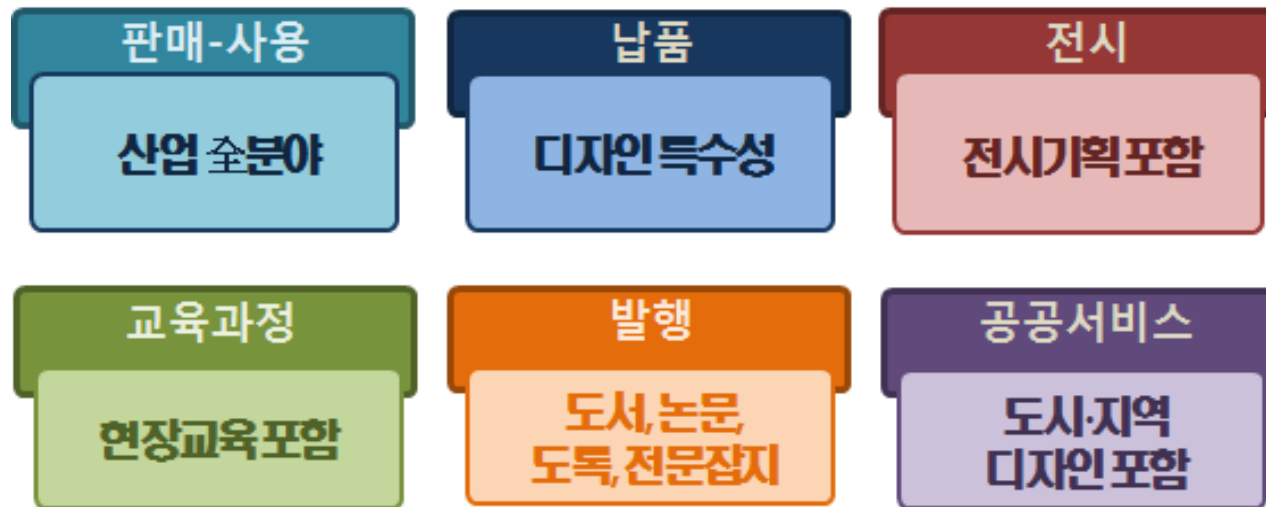 판매-사용
산업 全분야
납품
디자인 특수성
전시
전시기획 포함
교육과정
현장교육 포함
발행
도서, 논문,
도록, 전문잡지
공공서비스
도시·지역
디자인 포함